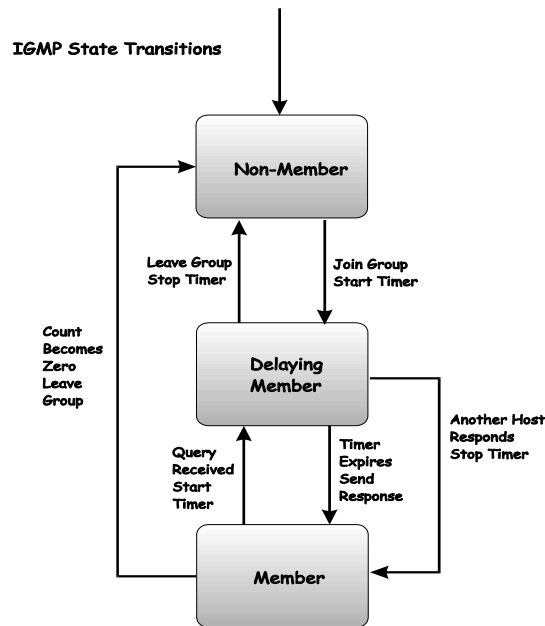 IGMP State Transitions
Non-Member
Leave Group
Stop Timer
Join Group
Start Timer
Count
Becomes
Zero
Leave
Group
Delaying
Member
Another Host
Responds
Stop Timer
Query
Received
Start
Timer
Timer
Expires
Send
Response
Member